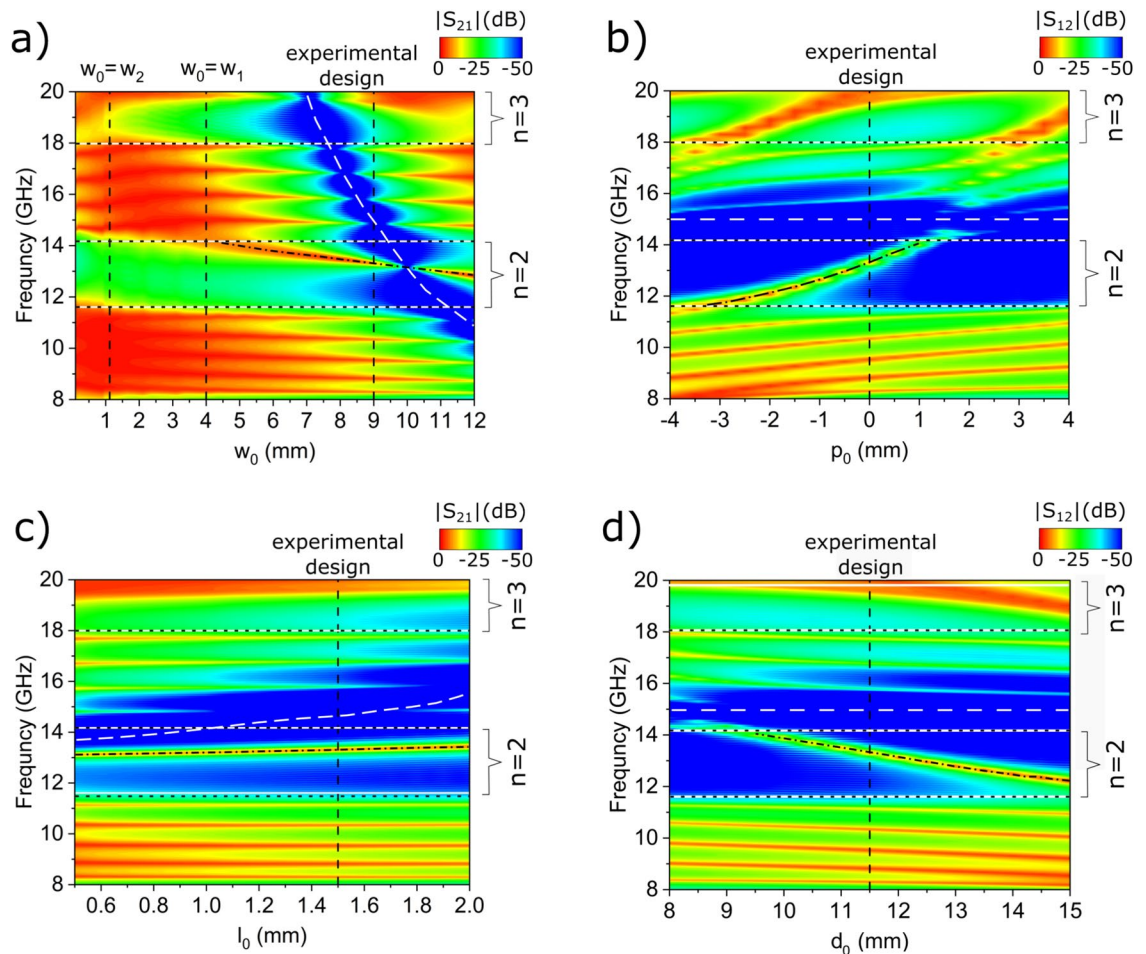 a)
|S21|(dB)
0 -25 -50
experimental
design
w0=w2
w0=w1
20
18
16
14
12
10
8
Frequncy (GHz)
1 2 3 4 5 6 7 8 9 10 11 12
w0 (mm)
n=3
n=2
b)
|S12|(dB)
0 -25 -50
experimental
design
20
18
16
14
12
10
8
Frequncy (GHz)
-4 -3 -2 -1 0 1 2 3 4
p0 (mm)
n=3
n=2
c)
|S21|(dB)
0 -25 -50
experimental
design
20
18
16
14
12
10
8
Frequncy (GHz)
0.6 0.8 1.0 1.2 1.4 1.6 1.8 2.0
l0 (mm)
n=3
n=2
d)
|S12|(dB)
0 -25 -50
experimental
design
20
18
16
14
12
10
8
Frequncy (GHz)
8 9 10 11 12 13 14 15
d0 (mm)
n=3
n=2